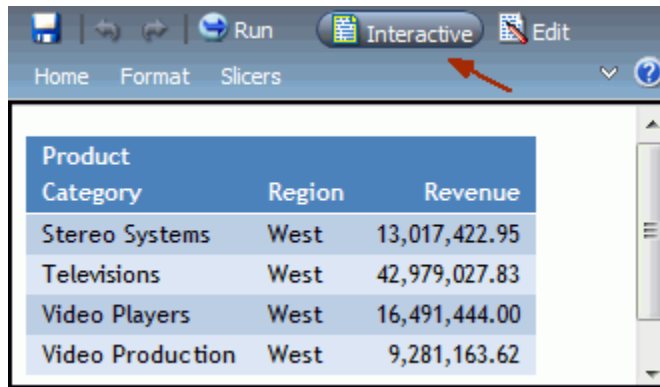 Run Interactive Edit
Home Format Slicers
Product
Category Region Revenue
Stereo Systems West 13,017,422.95
Televisions West 42,979,027.83
Video Players West 16,491,444.00
Video Production West 9,281,163.62